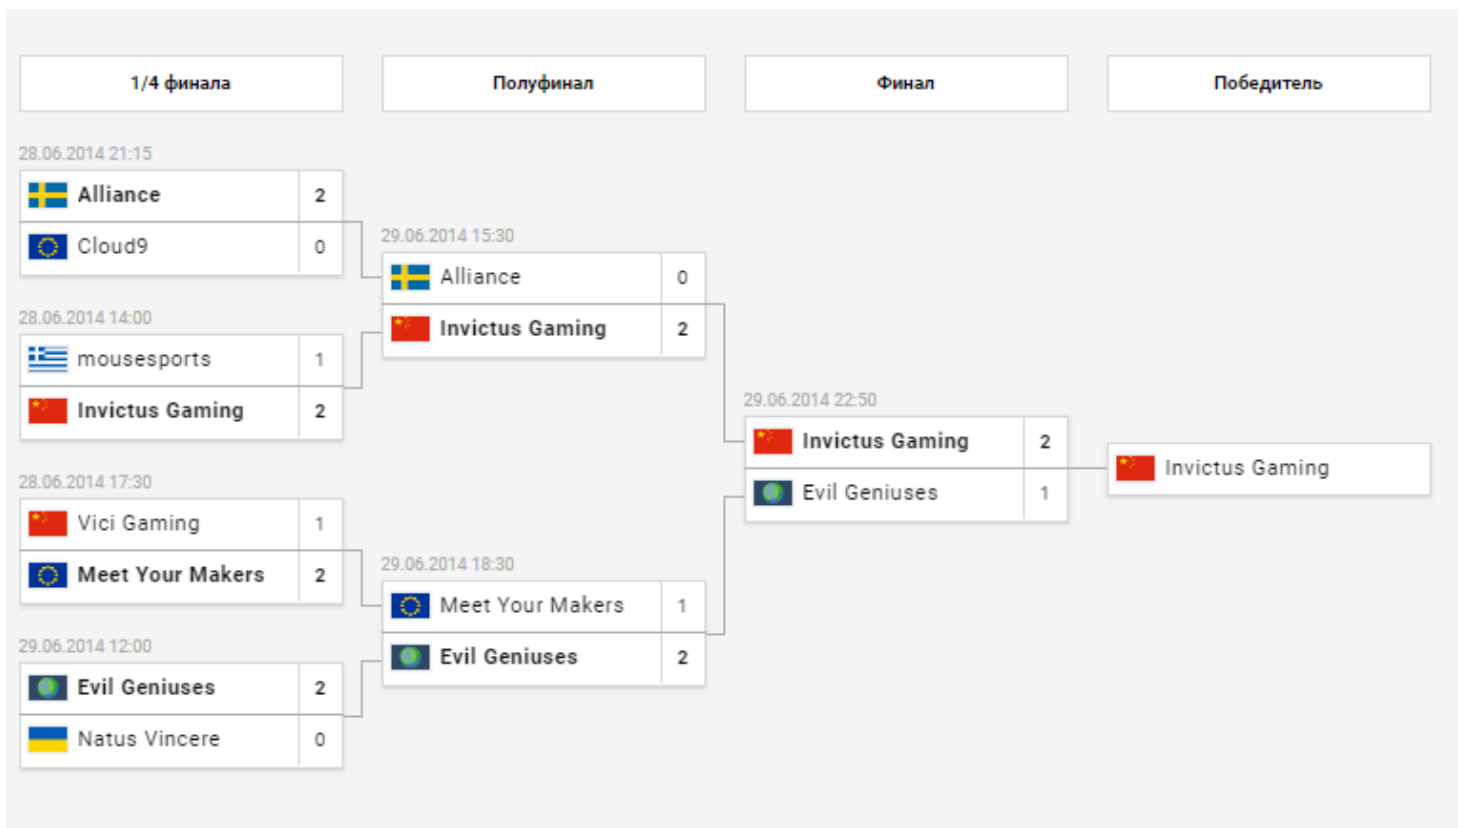 1/4 финала
Полуфинал
Финал
Победитель
28.06.2014 21:15
Alliance 2
Cloud9 0
28.06.2014 14:00
mousesports 1
Invictus Gaming 2
28.06.2014 17:30
Vici Gaming 1
Meet Your Makers 2
29.06.2014 12:00
Evil Geniuses 2
Natus Vincere 0
29.06.2014 15:30
Alliance 0
Invictus Gaming 2
29.06.2014 18:30
Meet Your Makers 1
Evil Geniuses 2
29.06.2014 22:50
Invictus Gaming 2
Evil Geniuses 1
Invictus Gaming